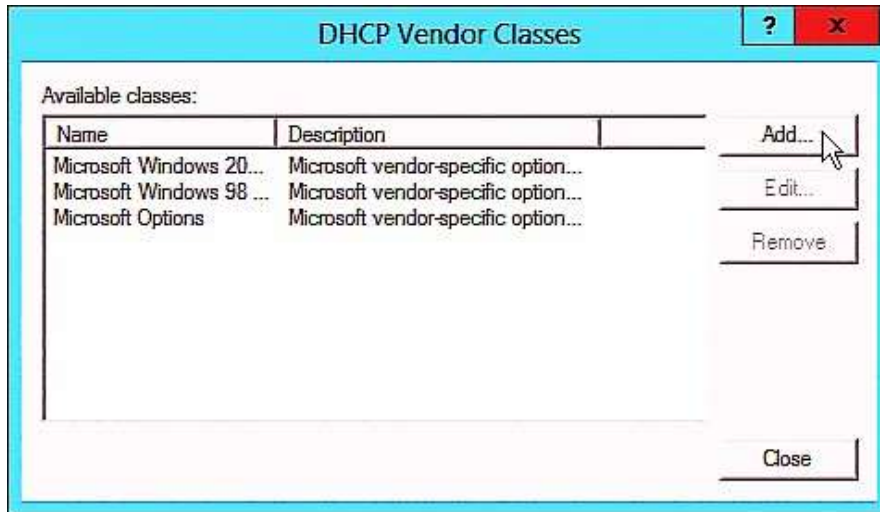 DHCP Vendor Classes
?
x
Available classes:
Name Description
Microsoft Windows 20... Microsoft vendor-specific option...
Microsoft Windows 98 ... Microsoft vendor-specific option...
Microsoft Options Microsoft vendor-specific option...
Add...
Edit...
Remove
Close